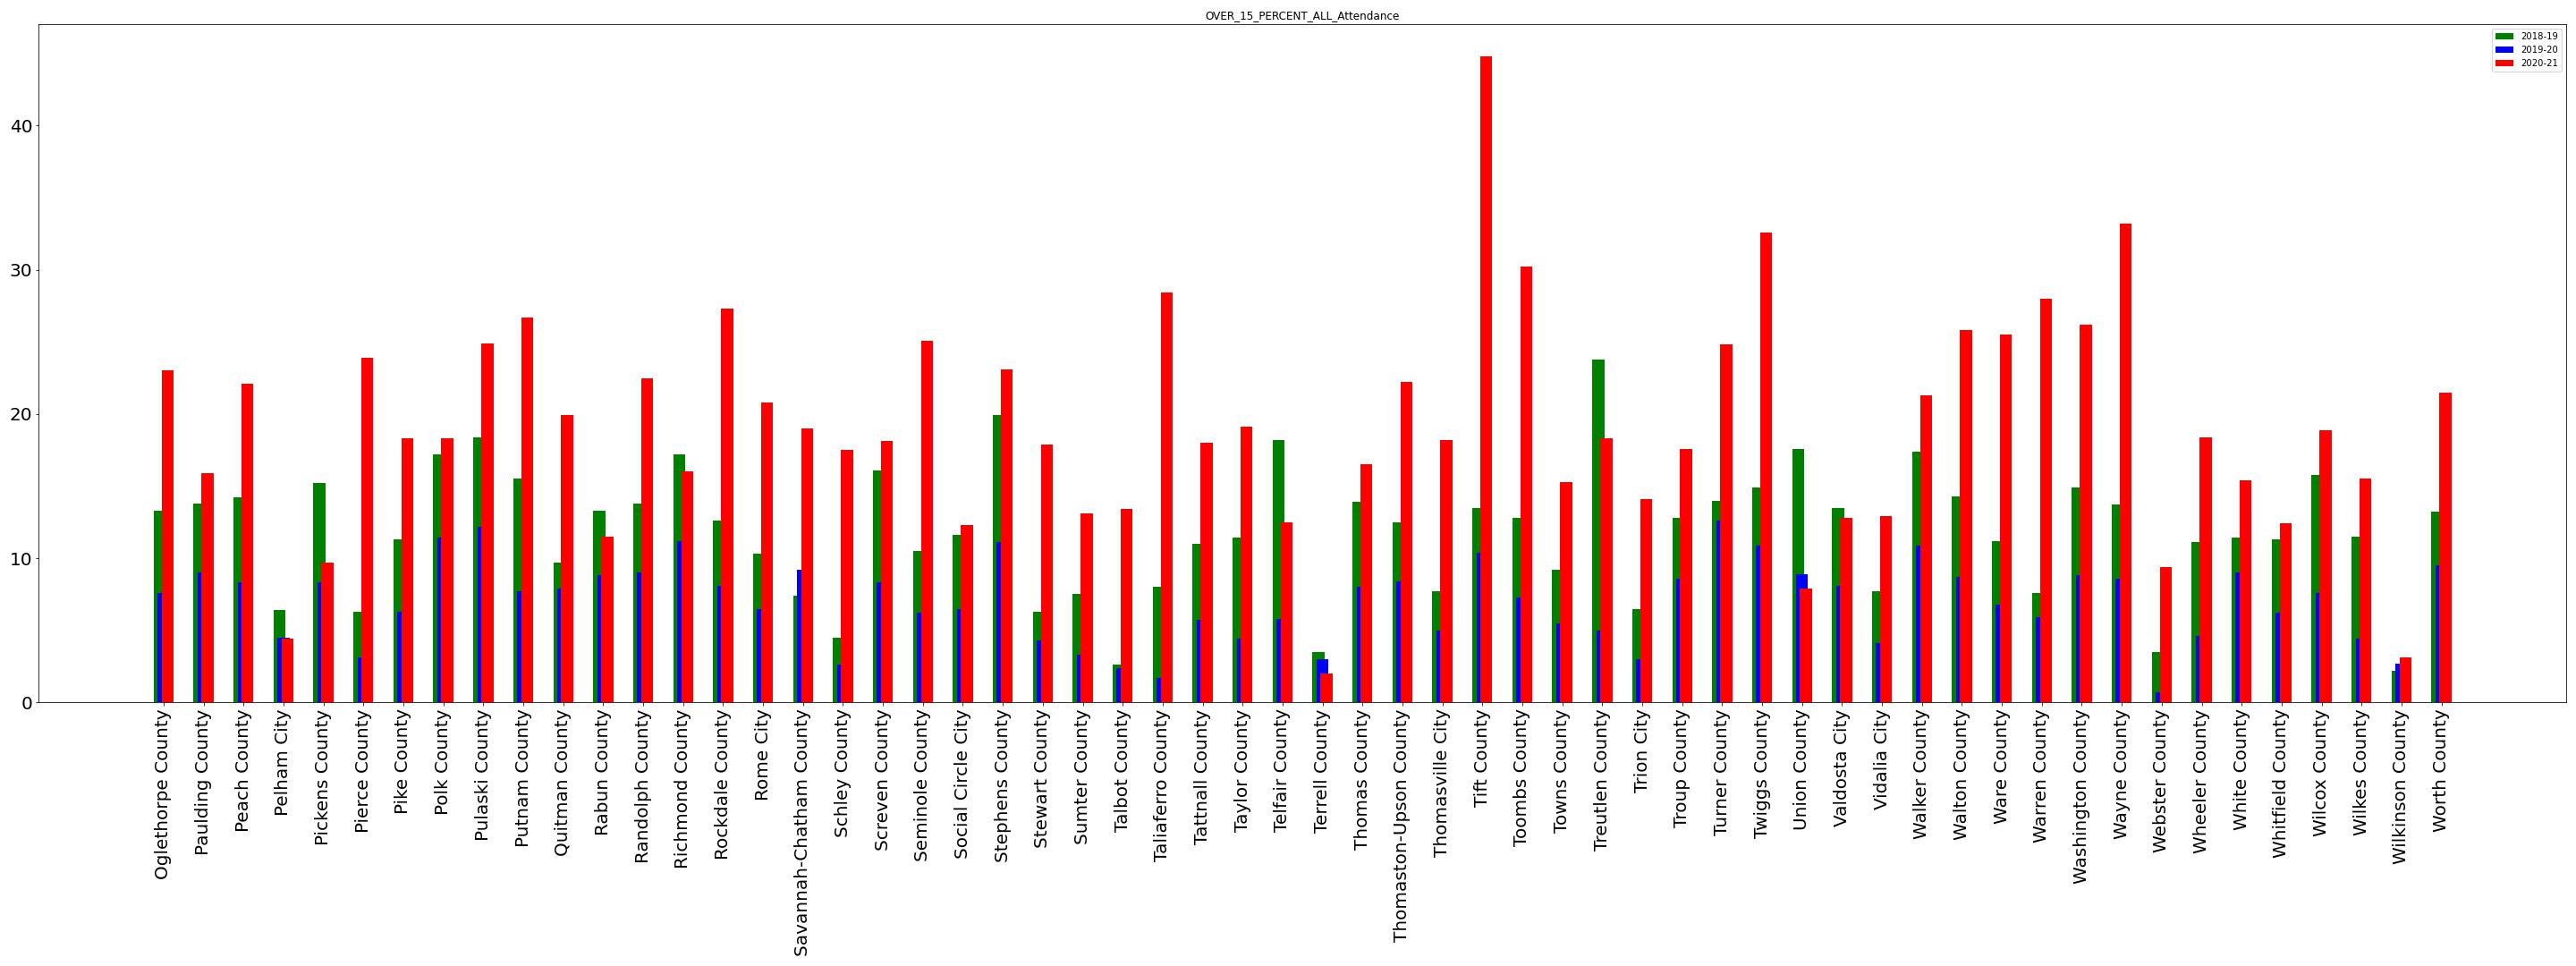 OVER_15_PERCENT_ALL_Attendance
2018-19
2019-20
2020-21
40
30
20
10
0
Oglethorpe County
Paulding County
Peach County
Pelham City
Pickens County
Pierce County
Pike County
Polk County
Pulaski County
Putnam County
Quitman County
Rabun County
Randolph County
Richmond County
Rockdale County
Rome City
Savannah-Chatham County
Schley County
Screven County
Seminole County
Social Circle City
Stephens County
Stewart County
Sumter County
Talbot County
Taliaferro County
Tattnall County
Taylor County
Telfair County
Terrell County
Thomas County
Thomaston-Upson County
Thomasville City
Tift County
Toombs County
Towns County
Treutlen County
Trion City
Troup County
Turner County
Twiggs County
Union County
Valdosta City
Vidalia City
Walker County
Walton County
Ware County
Warren County
Washington County
Wayne County
Webster County
Wheeler County
White County
Whitfield County
Wilcox County
Wilkes County
Wilkinson County
Worth County